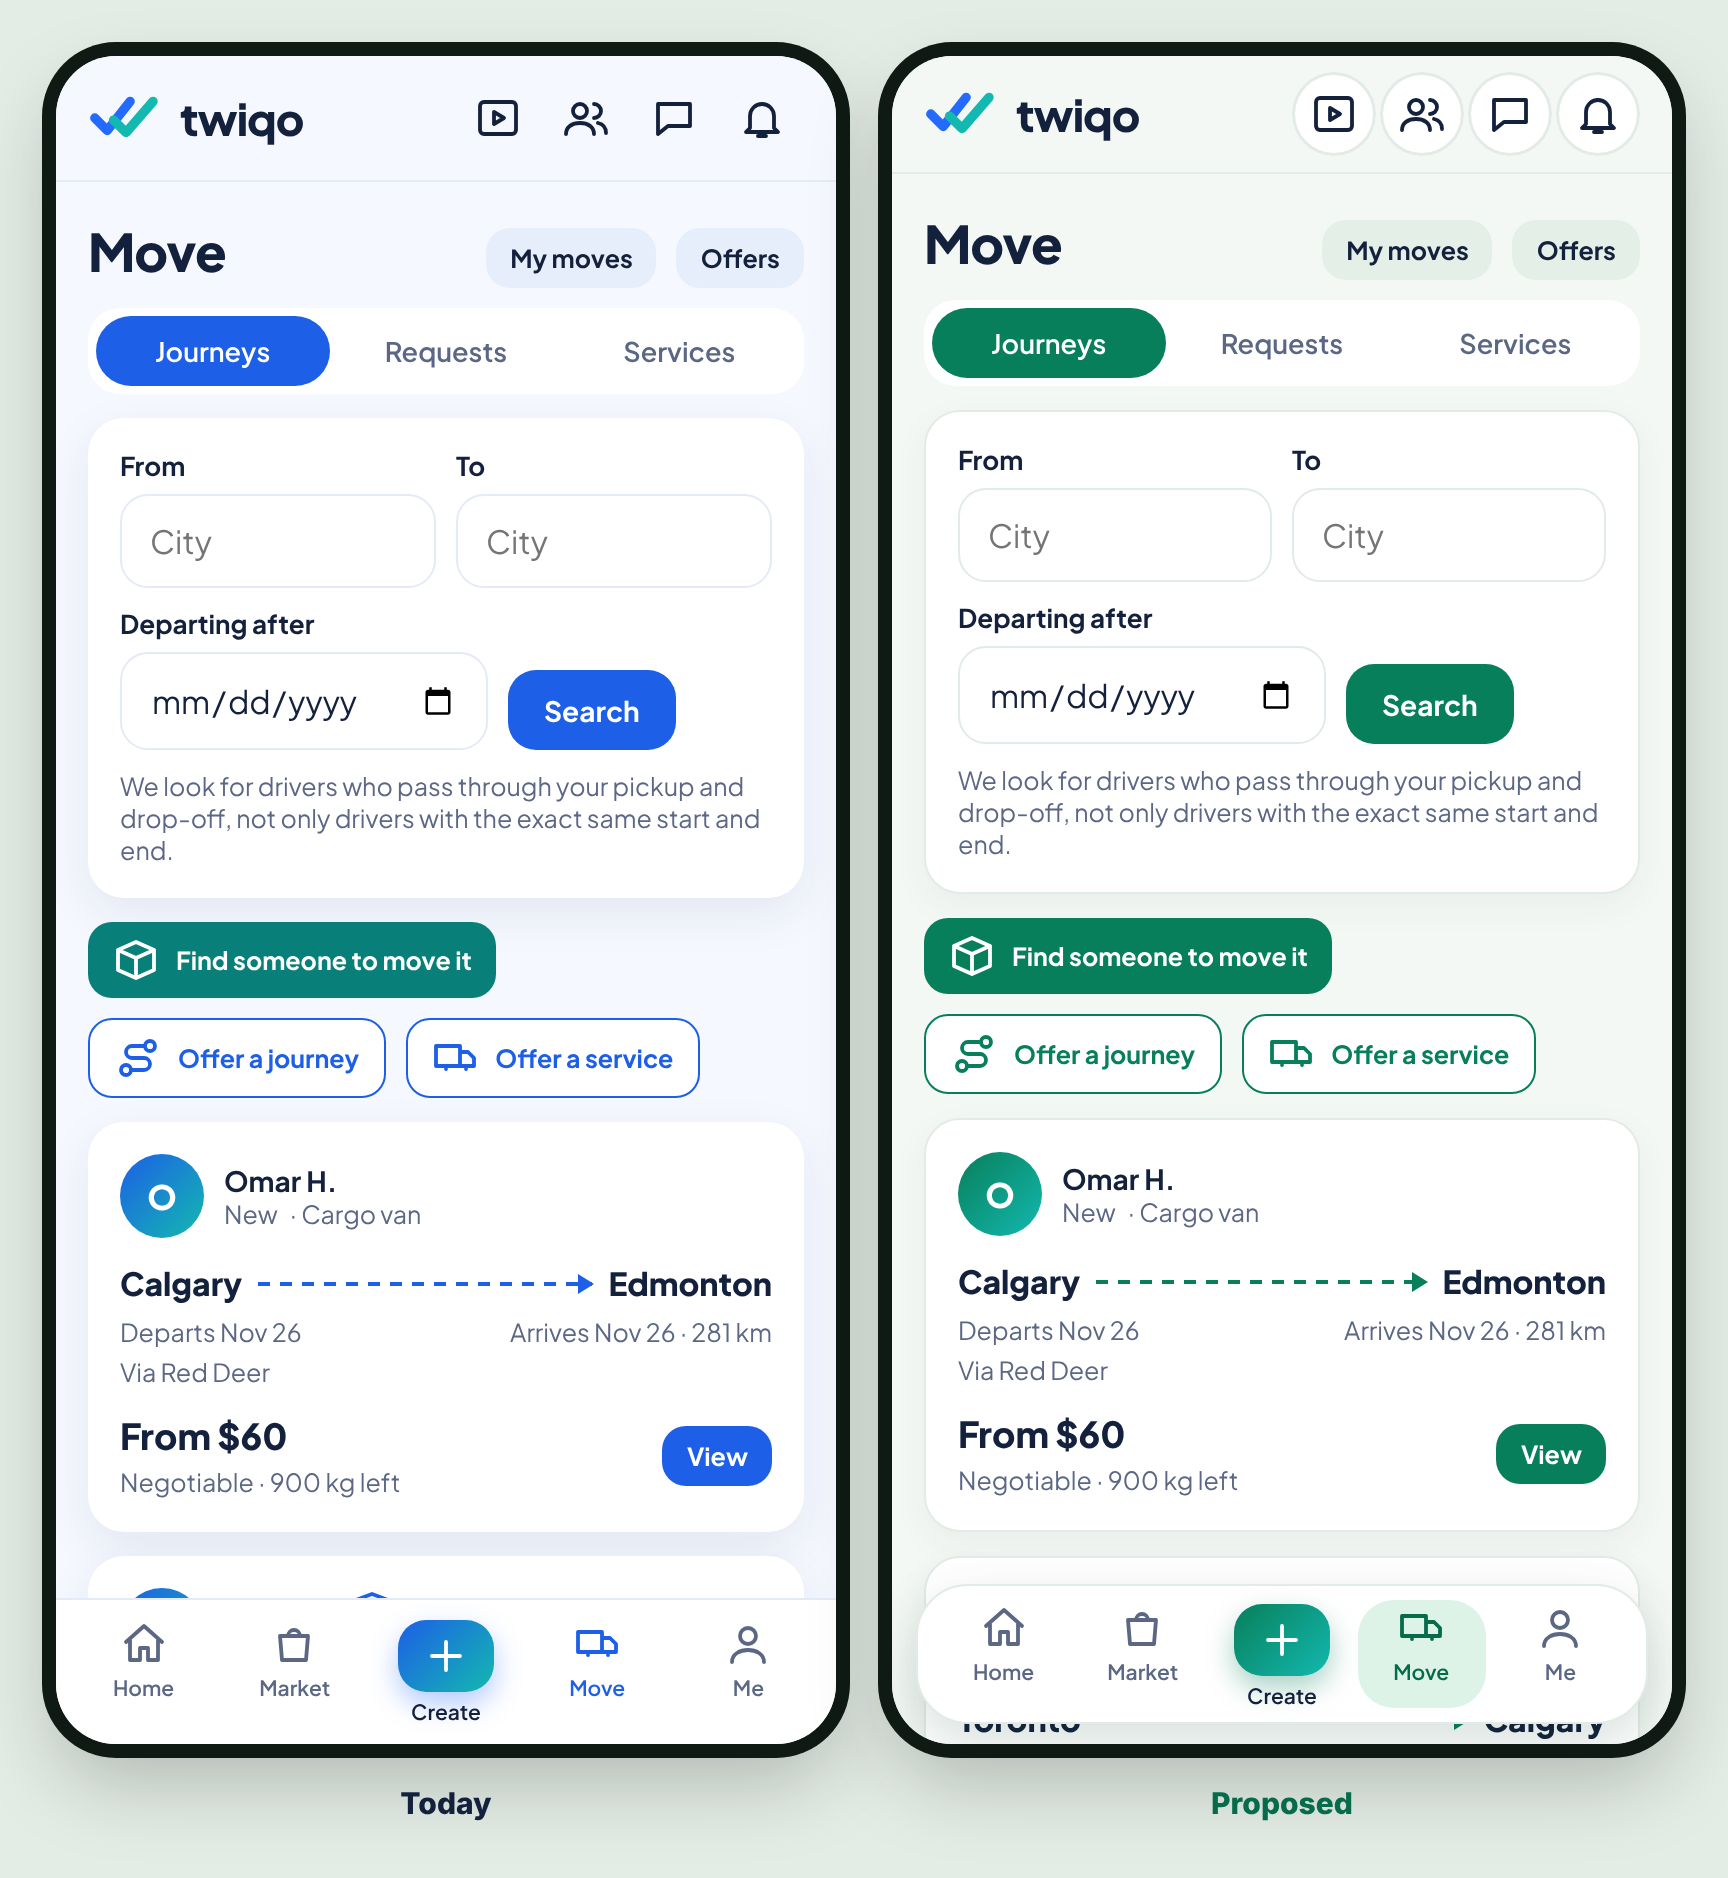 twiqo
Move
My moves
Offers
Journeys
Requests
Services
From
To
City
City
Departing after
mm/dd/yyyy
Search
We look for drivers who pass through your pickup and
drop-off, not only drivers with the exact same start and
end.
Find someone to move it
Offer a journey
Offer a service
O
Omar H.
New · Cargo van
Calgary
Edmonton
Departs Nov 26
Arrives Nov 26 · 281 km
Via Red Deer
From $60
Negotiable · 900 kg left
View
Home
Market
Create
Move
Me
Today
twiqo
Move
My moves
Offers
Journeys
Requests
Services
From
To
City
City
Departing after
mm/dd/yyyy
Search
We look for drivers who pass through your pickup and
drop-off, not only drivers with the exact same start and
end.
Find someone to move it
Offer a journey
Offer a service
O
Omar H.
New · Cargo van
Calgary
Edmonton
Departs Nov 26
Arrives Nov 26 · 281 km
Via Red Deer
From $60
Negotiable · 900 kg left
View
Home
Market
Create
Move
Me
Toronto
Calgary
Proposed